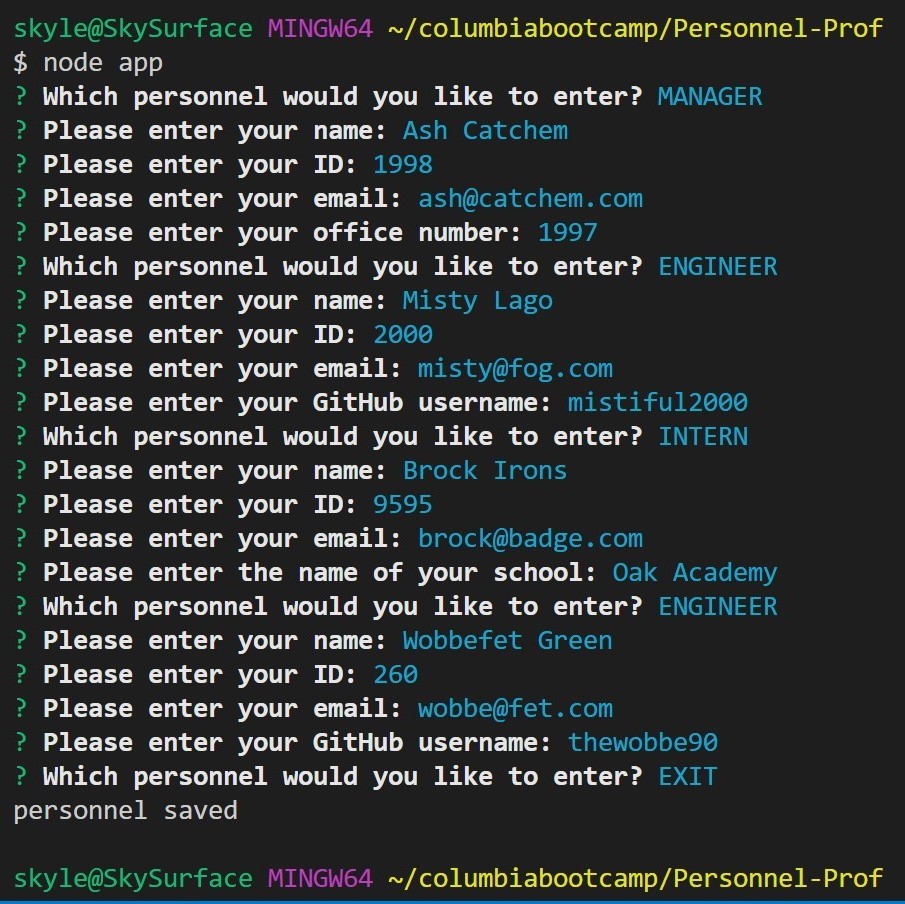 skyle@SkySurface MINGW64 ~/columbiabootcamp/Personnel-Prof
$ node app
? Which personnel would you like to enter? MANAGER
? Please enter your name: Ash Catchem
? Please enter your ID: 1998
? Please enter your email: ash@catchem.com
? Please enter your office number: 1997
? Which personnel would you like to enter? ENGINEER
? Please enter your name: Misty Lago
? Please enter your ID: 2000
? Please enter your email: misty@fog.com
? Please enter your GitHub username: mistiful2000
? Which personnel would you like to enter? INTERN
? Please enter your name: Brock Irons
? Please enter your ID: 9595
? Please enter your email: brock@badge.com
? Please enter the name of your school: Oak Academy
? Which personnel would you like to enter? ENGINEER
? Please enter your name: Wobbefet Green
? Please enter your ID: 260
? Please enter your email: wobbe@fet.com
? Please enter your GitHub username: thewobbe90
? Which personnel would you like to enter? EXIT
personnel saved
skyle@SkySurface MINGW64 ~/columbiabootcamp/Personnel-Prof